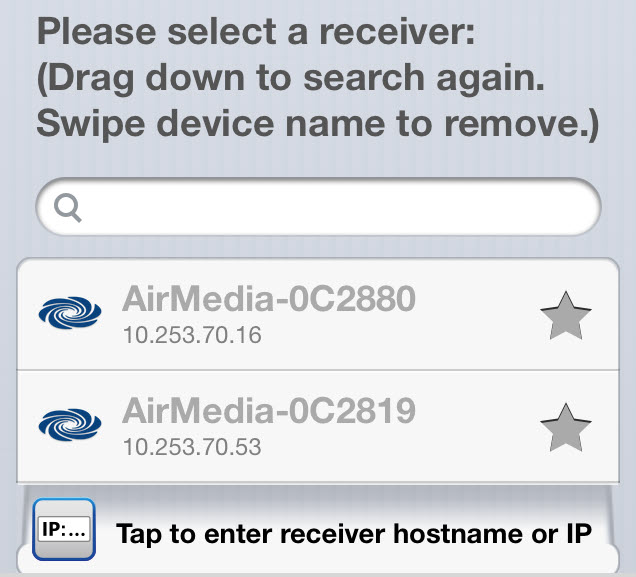 Please select a receiver:
(Drag down to search again.
Swipe device name to remove.)
AirMedia-0C2880
10.253.70.16
AirMedia-0C2819
10.253.70.53
IP:...
Tap to enter receiver hostname or IP